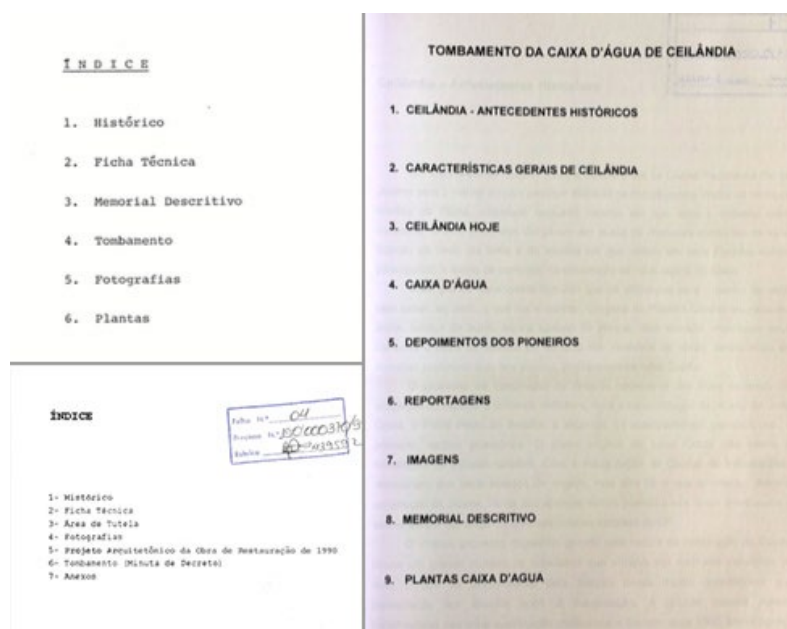 ÍNDICE
1. Histórico
2. Ficha Técnica
3. Memorial Descritivo
4. Tombamento
5. Fotografias
6. Plantas
ÍNDICE
Folha N.º 04
Processo N.º
Rubrica
1- Histórico
2- Ficha Técnica
3- Área de Tutela
4- Fotografias
5- Projeto Arquitetônico da Obra de Restauração de 1990
6- Tombamento (Minuta de Decreto)
7- Anexos
TOMBAMENTO DA CAIXA D'ÁGUA DE CEILÂNDIA
1. CEILÂNDIA - ANTECEDENTES HISTÓRICOS
2. CARACTERÍSTICAS GERAIS DE CEILÂNDIA
3. CEILÂNDIA HOJE
4. CAIXA D'ÁGUA
5. DEPOIMENTOS DOS PIONEIROS
6. REPORTAGENS
7. IMAGENS
8. MEMORIAL DESCRITIVO
9. PLANTAS CAIXA D'AGUA